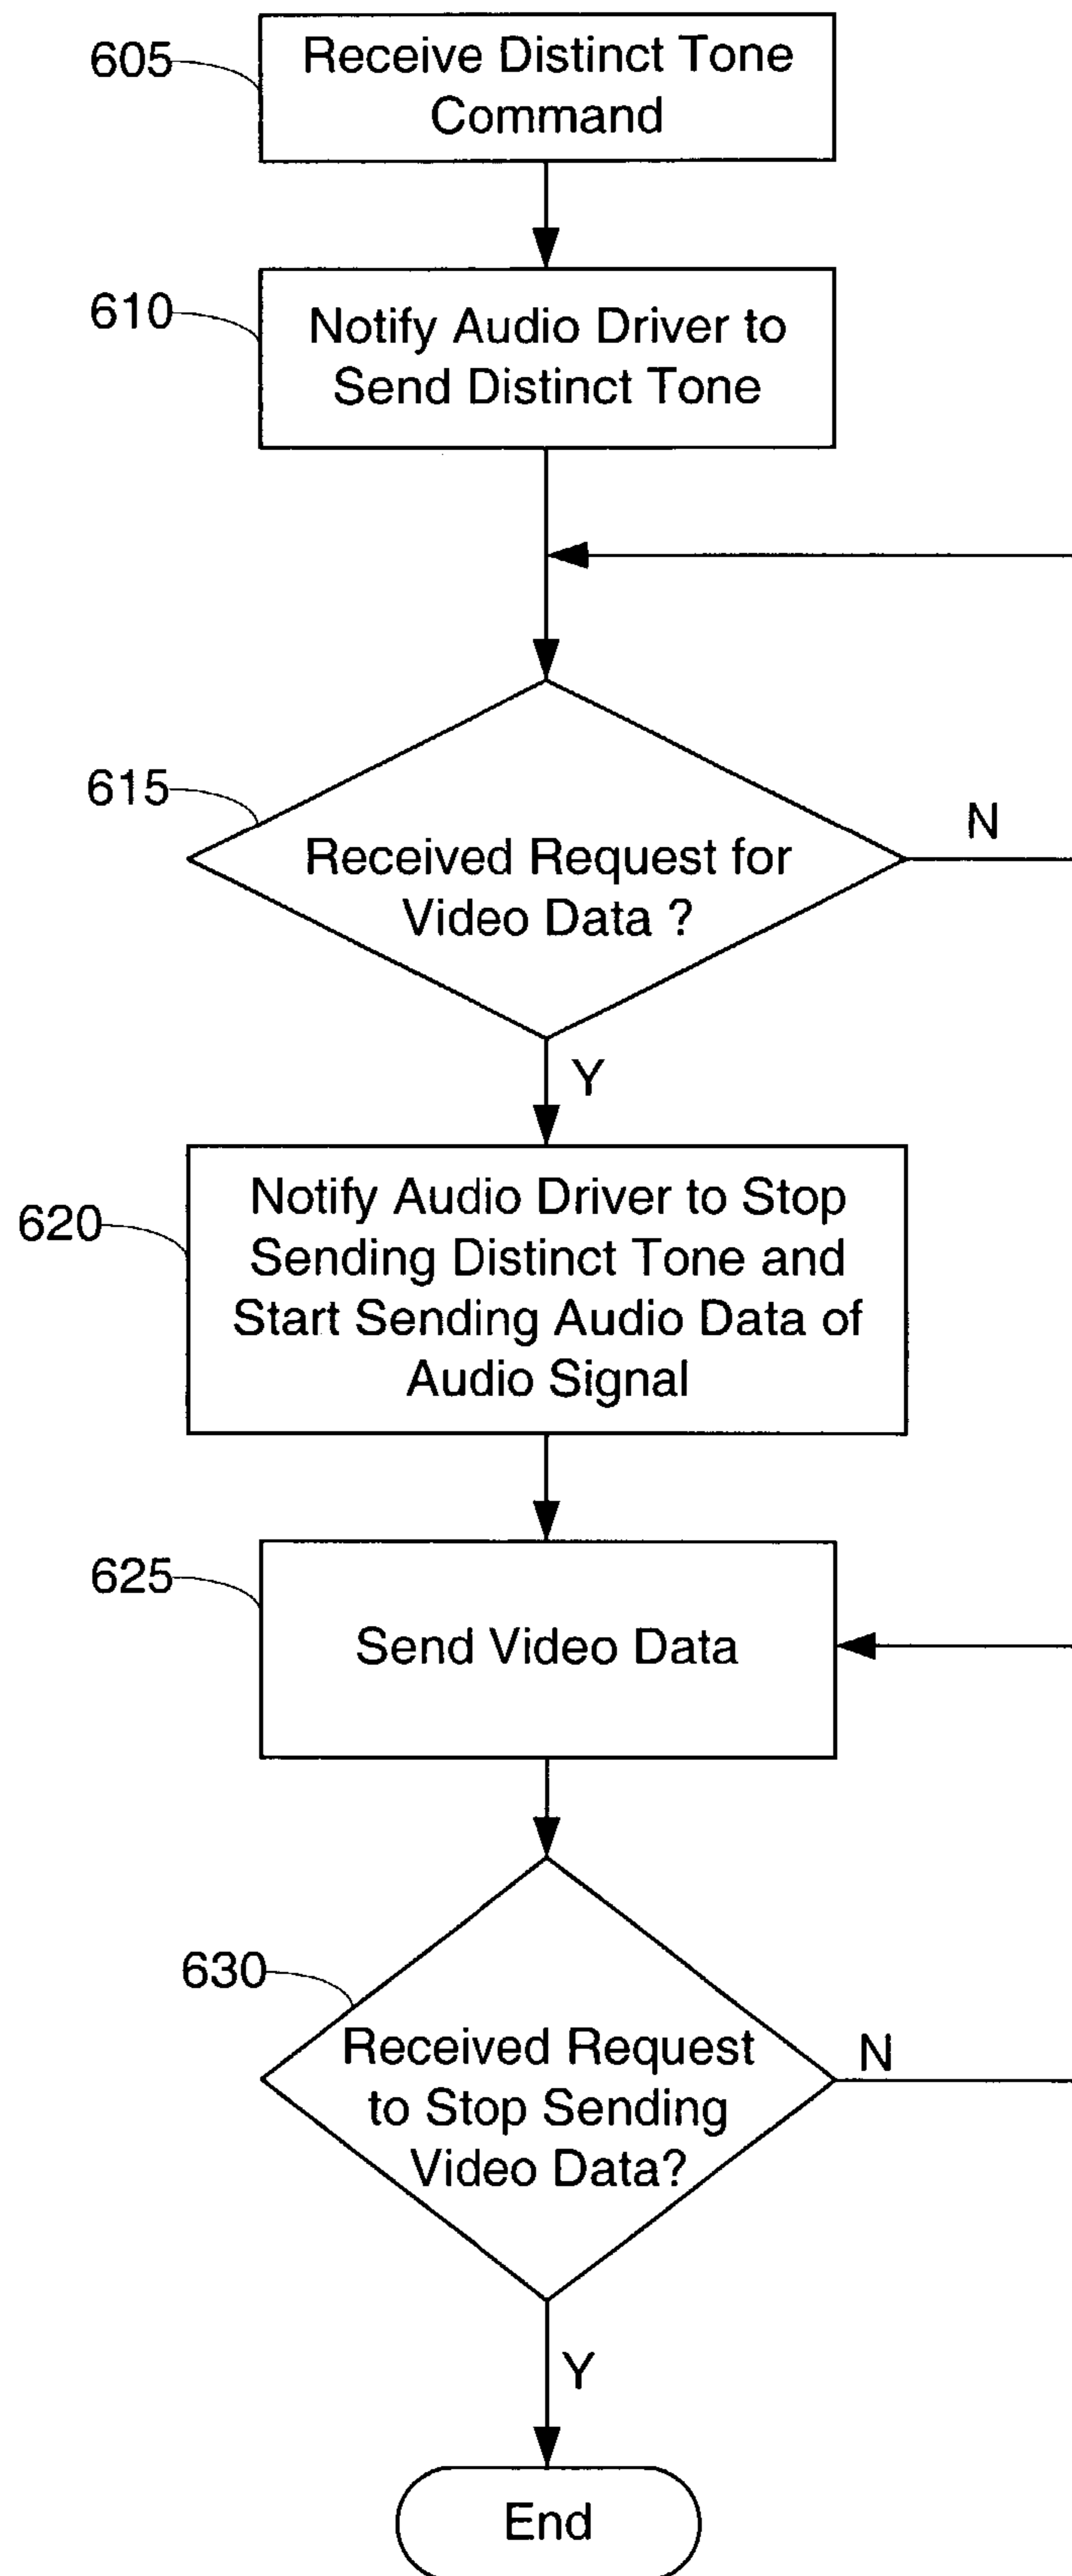 605
Receive Distinct Tone
Command
610
Notify Audio Driver to
Send Distinct Tone
615
Received Request for
Video Data ?
N
Y
620
Notify Audio Driver to Stop
Sending Distinct Tone and
Start Sending Audio Data of
Audio Signal
625
Send Video Data
630
Received Request
to Stop Sending
Video Data?
N
Y
End